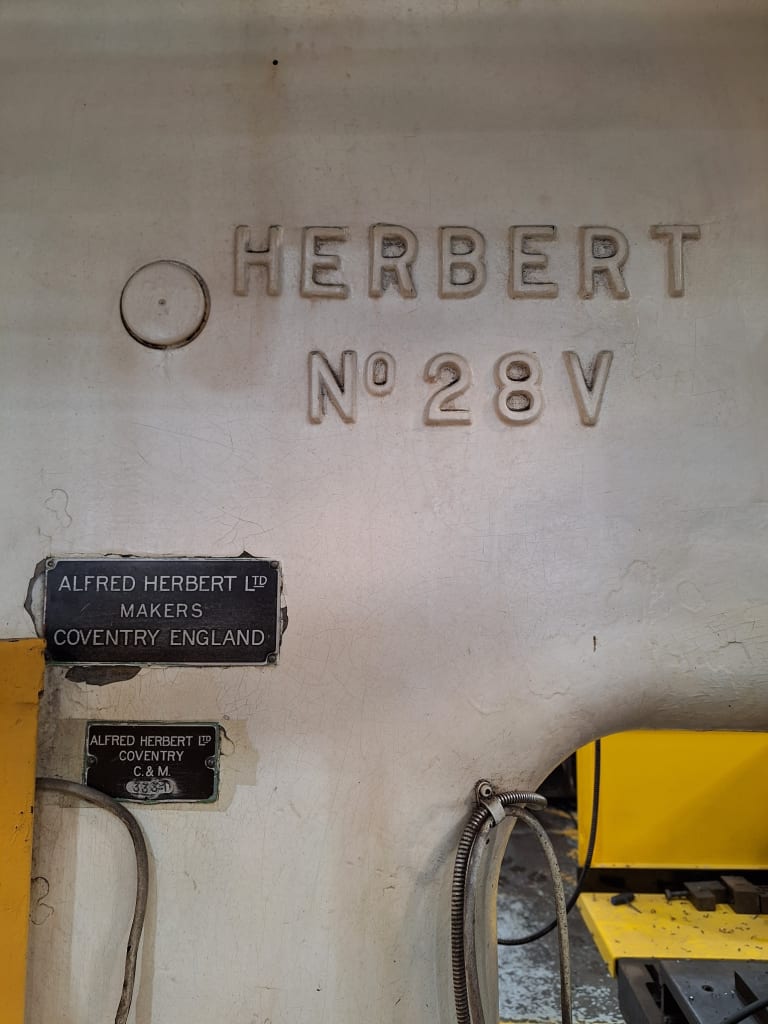 HERBERT
Nº 28V
ALFRED HERBERT LTD
MAKERS
COVENTRY ENGLAND
ALFRED HERBERT LTD
COVENTRY
C. & M.